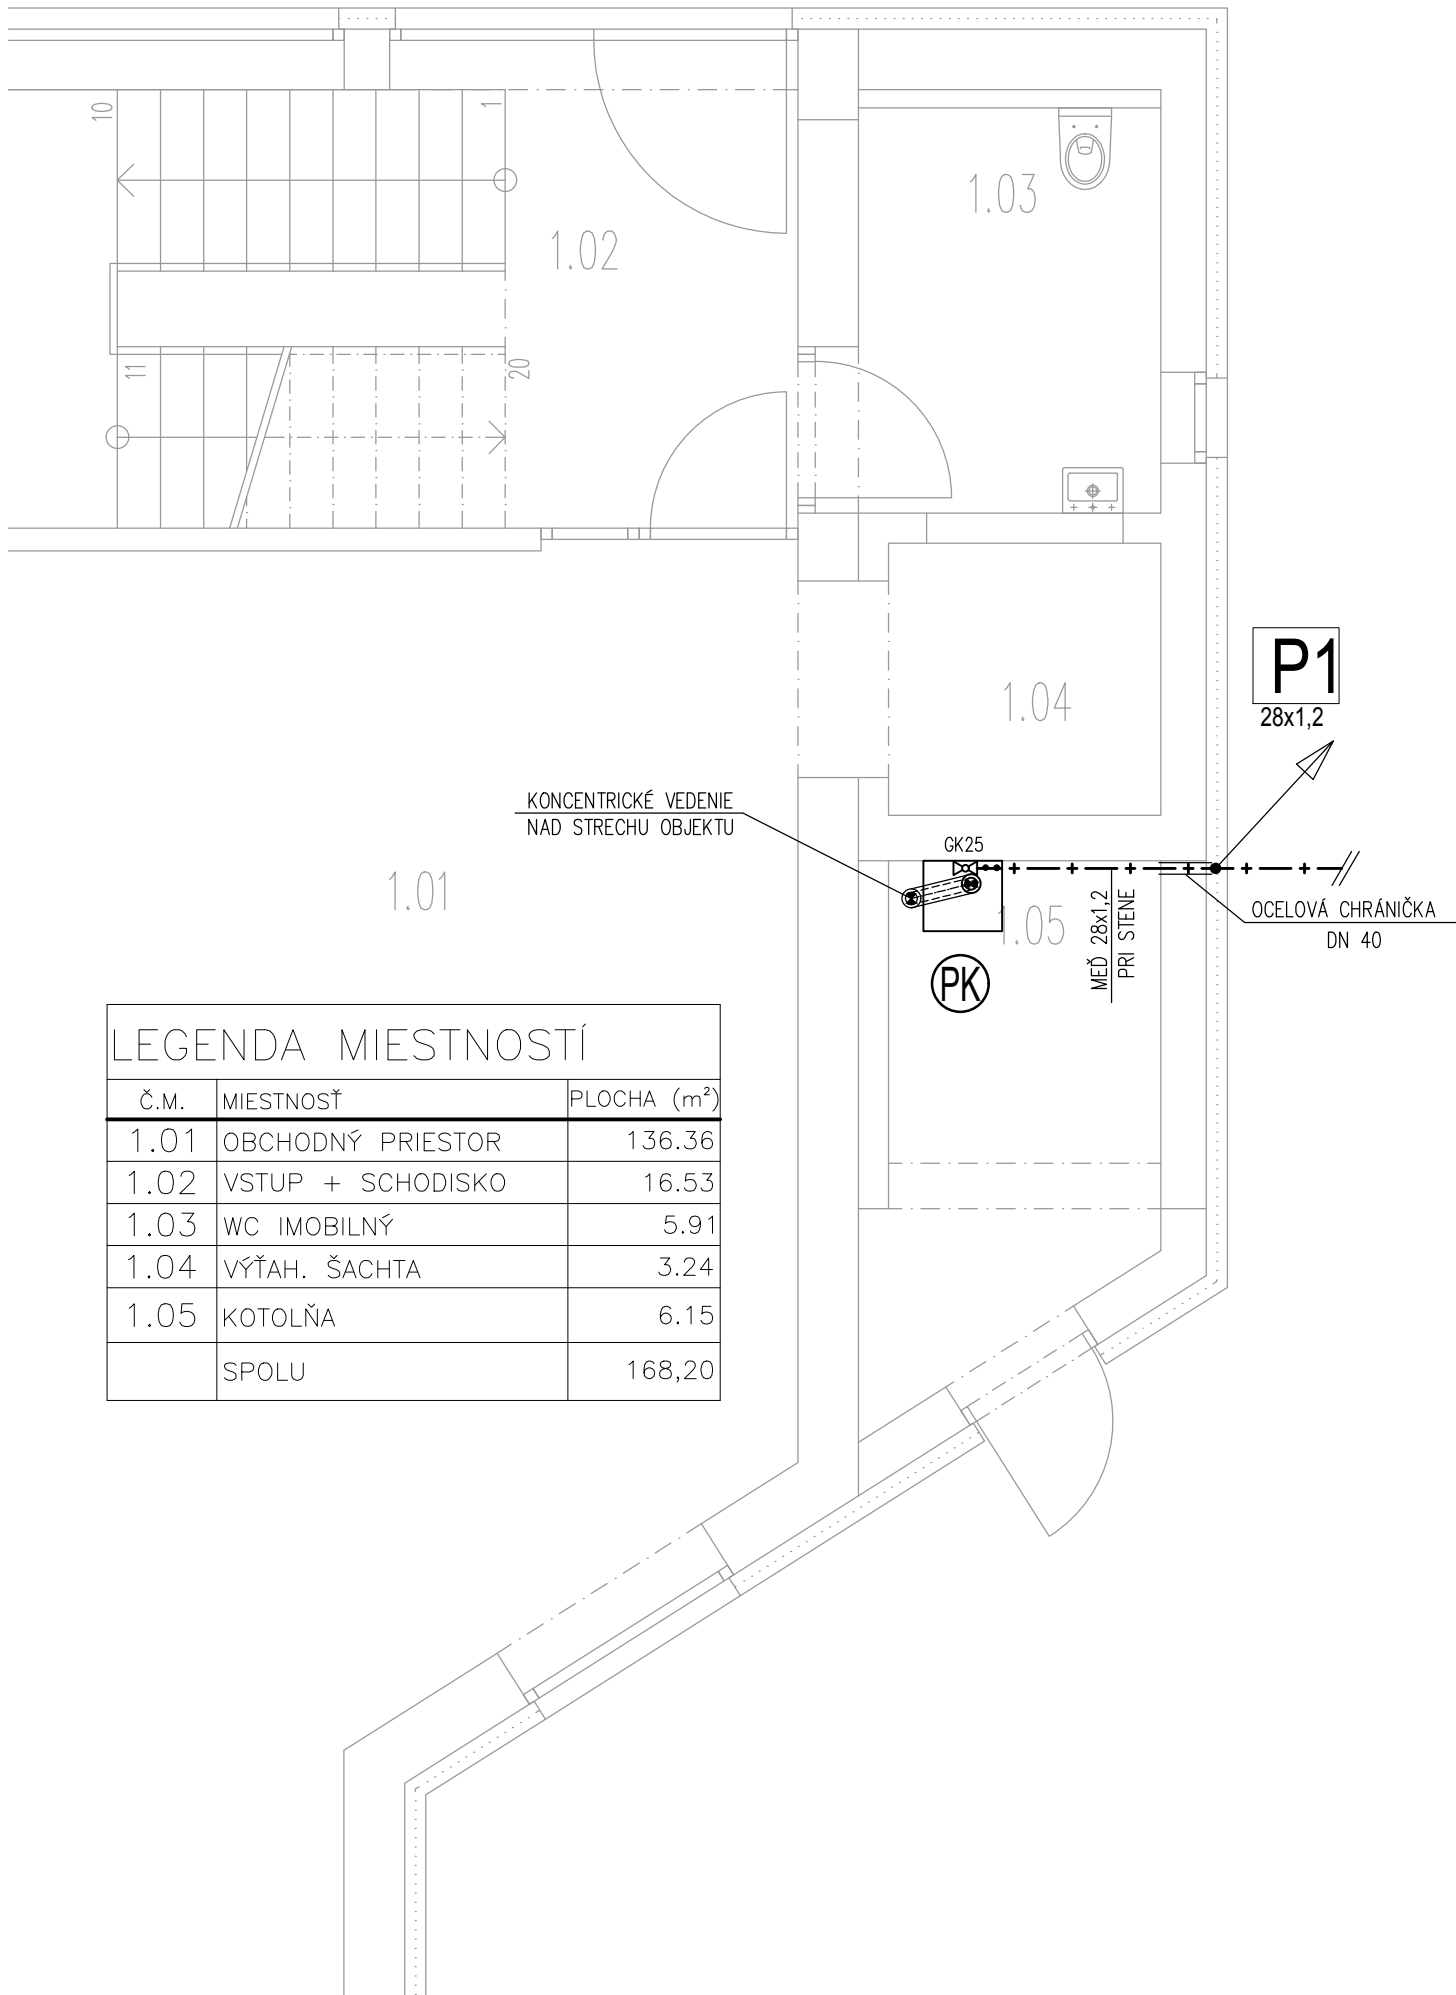 10
1
1.03
1.02
11
20
P1
28x1,2
1.04
KONCENTRICKÉ VEDENIE
NAD STRECHU OBJEKTU
GK25
1.01
1.05
MEĎ 28x1,2
PRI STENE
OCELOVÁ CHRÁNIČKA
DN 40
PK
LEGENDA MIESTNOSTÍ
Č.M. MIESTNOSŤ PLOCHA (m²)
1.01 OBCHODNÝ PRIESTOR 136.36
1.02 VSTUP + SCHODISKO 16.53
1.03 WC IMOBILNÝ 5.91
1.04 VÝŤAH. ŠACHTA 3.24
1.05 KOTOLŇA 6.15
SPOLU 168,20